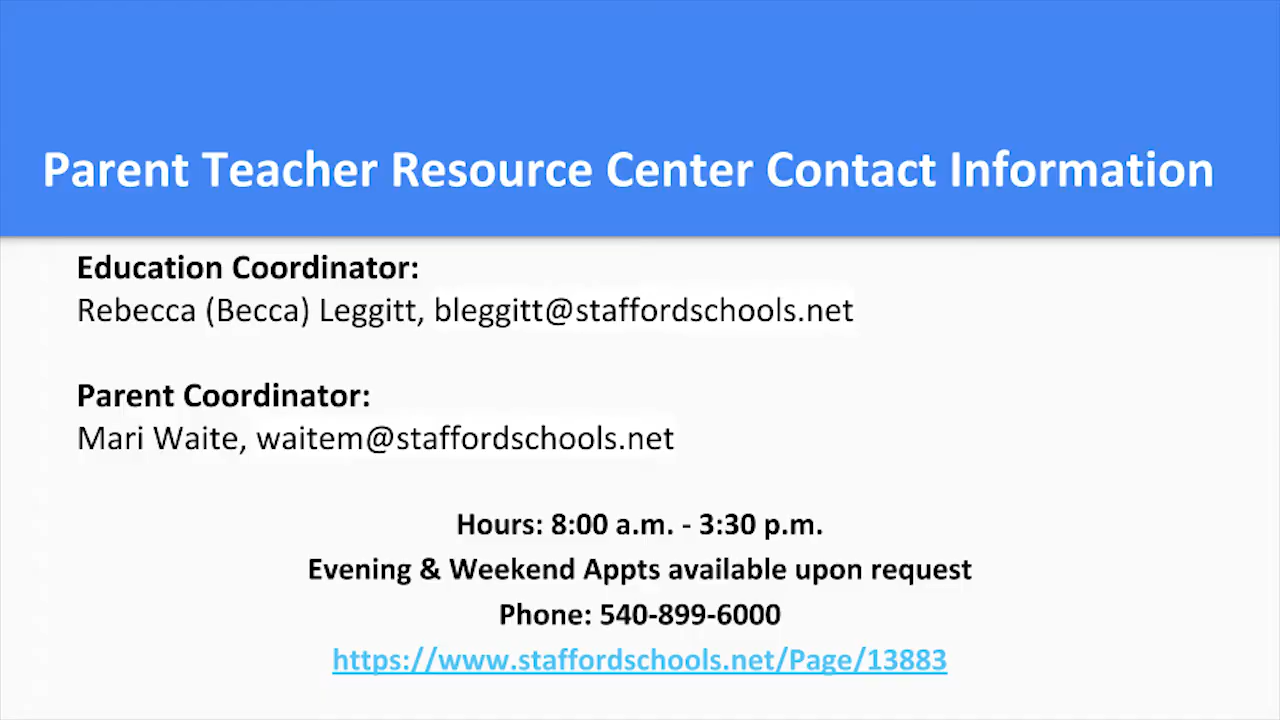 Parent Teacher Resource Center Contact Information
Education Coordinator:
Rebecca (Becca) Leggitt, bleggitt@staffordschools.net
Parent Coordinator:
Mari Waite, waitem@staffordschools.net
Hours: 8:00 a.m. - 3:30 p.m.
Evening & Weekend Appts available upon request
Phone: 540-899-6000
https://www.staffordschools.net/Page/13883